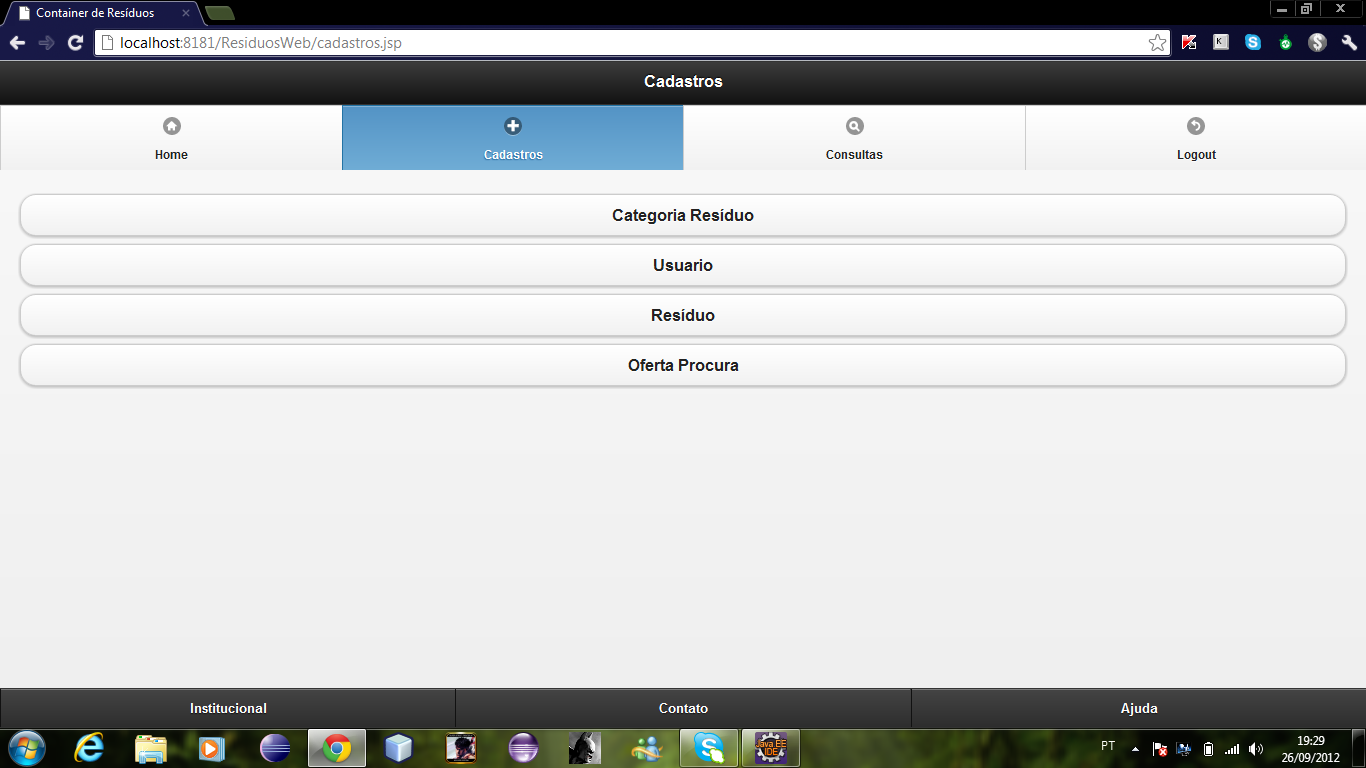 Container de Resíduos
localhost:8181/ResiduosWeb/cadastros.jsp
Cadastros
Home
Cadastros
Consultas
Logout
Categoria Resíduo
Usuario
Resíduo
Oferta Procura
Institucional
Contato
Ajuda
Java EE
IDE
PT
19:29
26/09/2012